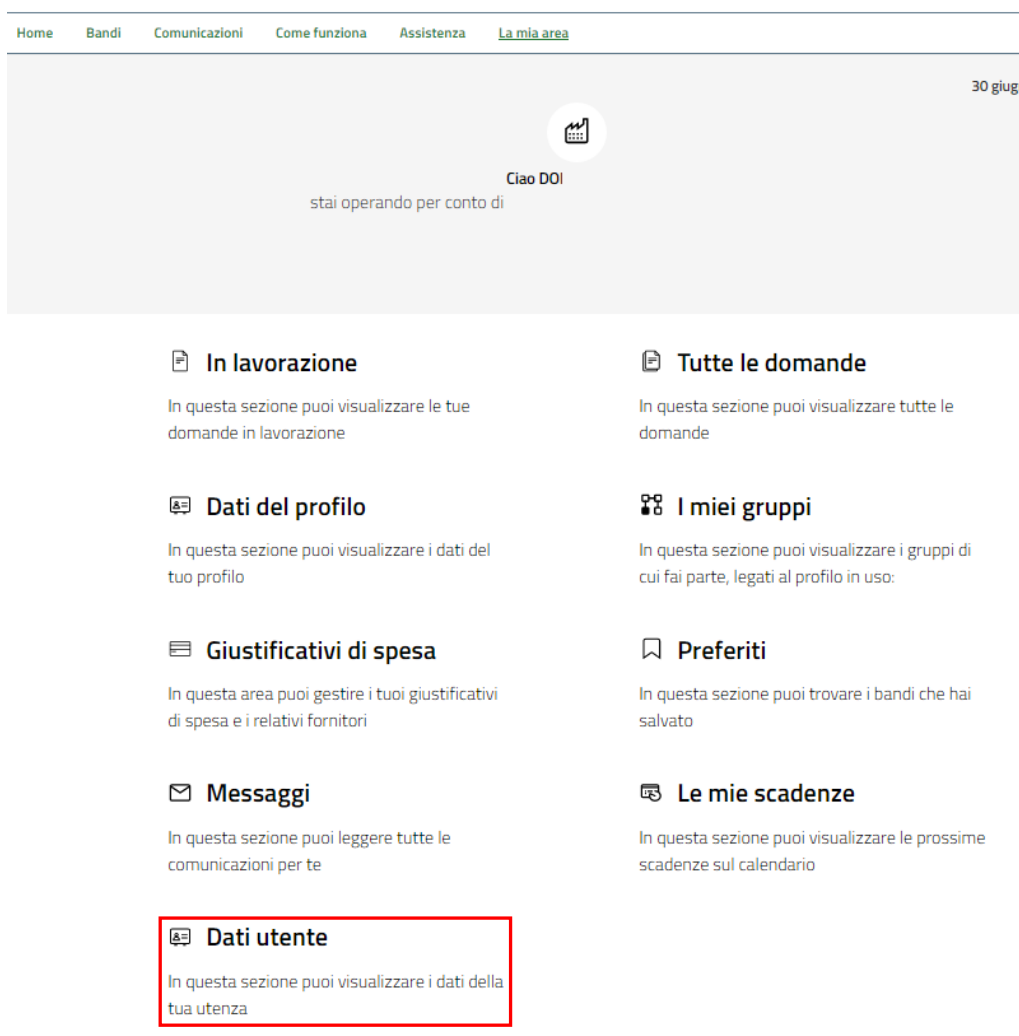 Home Bandi Comunicazioni Come funziona Assistenza La mia area
30 giug
Ciao DOI
stai operando per conto di
In lavorazione
In questa sezione puoi visualizzare le tue
domande in lavorazione
Tutte le domande
In questa sezione puoi visualizzare tutte le
domande
Dati del profilo
In questa sezione puoi visualizzare i dati del
tuo profilo
I miei gruppi
In questa sezione puoi visualizzare i gruppi di
cui fai parte, legati al profilo in uso:
Giustificativi di spesa
In questa area puoi gestire i tuoi giustificativi
di spesa e i relativi fornitori
Preferiti
In questa sezione puoi trovare i bandi che hai
salvato
Messaggi
In questa sezione puoi leggere tutte le
comunicazioni per te
Le mie scadenze
In questa sezione puoi visualizzare le prossime
scadenze sul calendario
Dati utente
In questa sezione puoi visualizzare i dati della
tua utenza